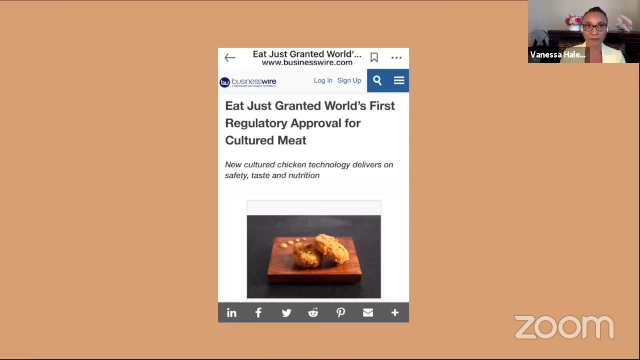 Eat Just Granted World'...
www.businesswire.com
businesswire
Log In Sign Up
Eat Just Granted World's First
Regulatory Approval for
Cultured Meat
New cultured chicken technology delivers on
safety, taste and nutrition
Vanessa Hale...
zoom